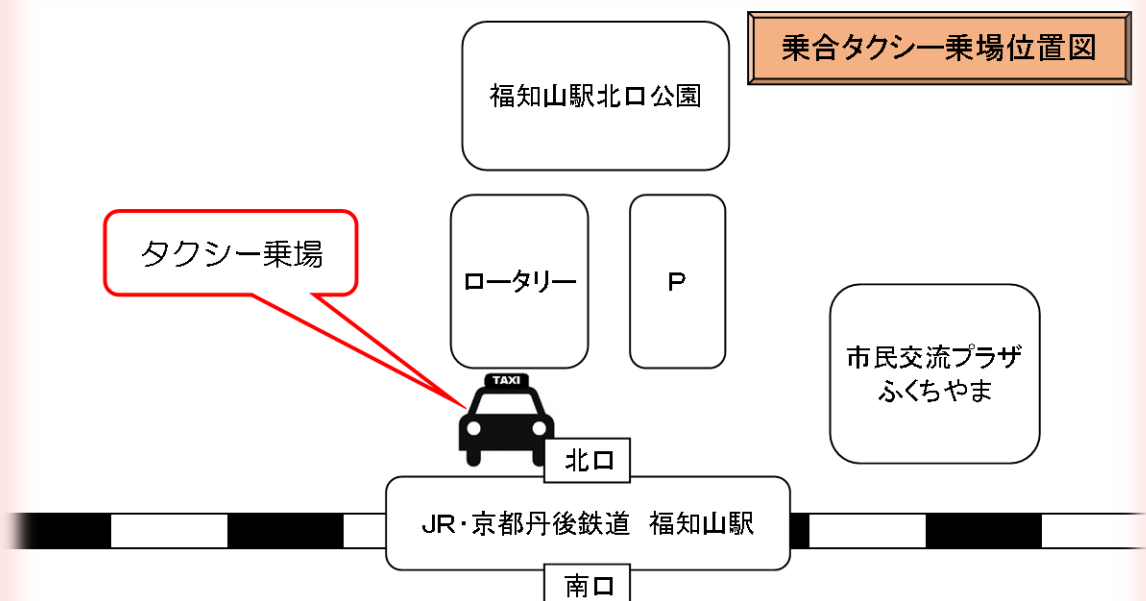 乗合タクシー乗場位置図
福知山駅北口公園
タクシー乗場
ロータリー
P
市民交流プラザ
ふくちやま
TAXI
北口
JR・京都丹後鉄道 福知山駅
南口